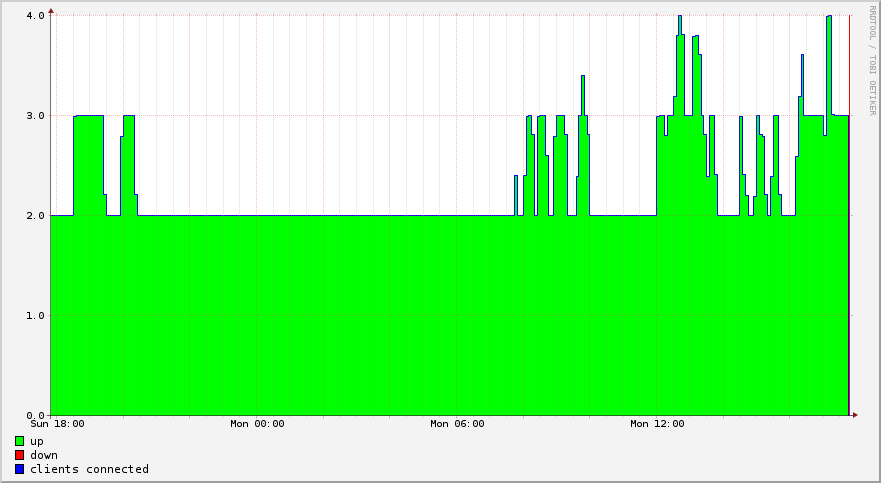 4.0
3.0
2.0
1.0
0.0
Sun 18:00 Mon 00:00 Mon 06:00 Mon 12:00
up
down
clients connected
RRDTOOL / TOBI OETIKER